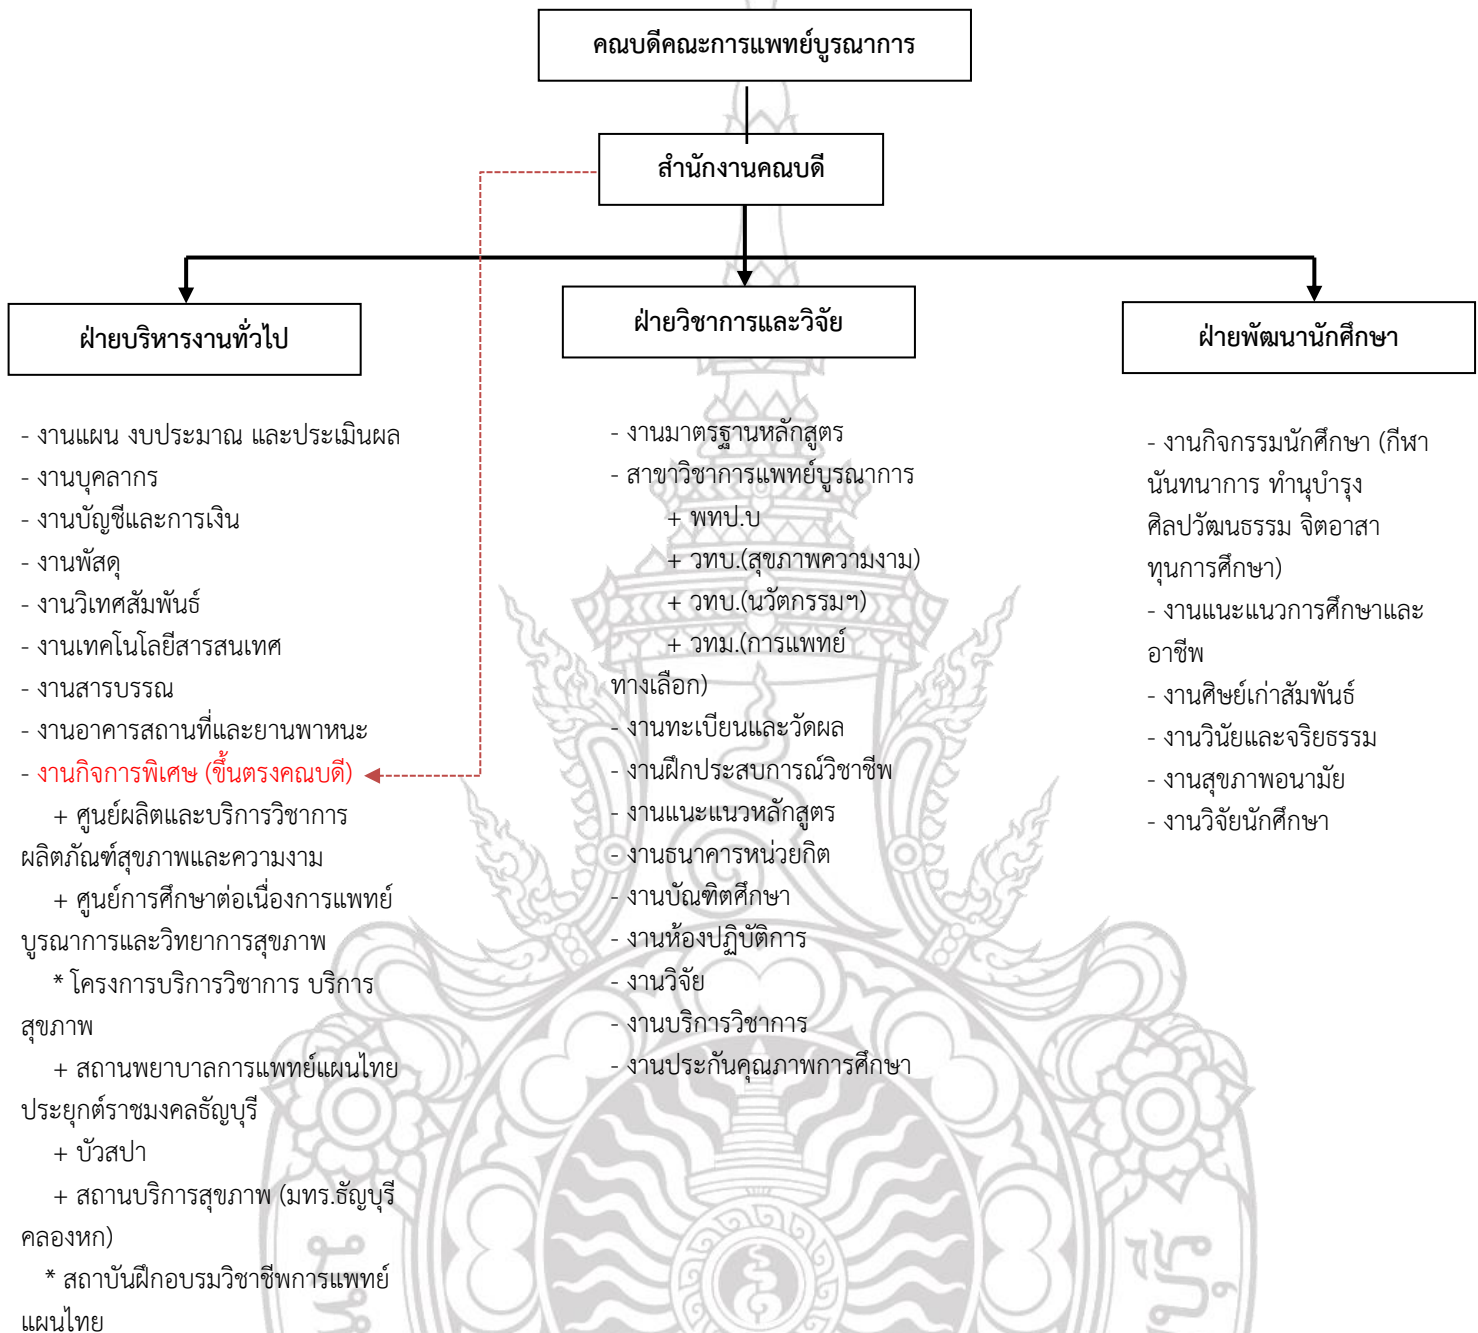 คณบดีคณะการแพทย์บูรณาการ
สำนักงานคณบดี
ฝ่ายบริหารงานทั่วไป
- งานแผน งบประมาณ และประเมินผล
- งานบุคลากร
- งานบัญชีและการเงิน
- งานพัสดุ
- งานวิเทศสัมพันธ์
- งานเทคโนโลยีสารสนเทศ
- งานสารบรรณ
- งานอาคารสถานที่และยานพาหนะ
- งานกิจการพิเศษ (ขึ้นตรงคณบดี)
+ ศูนย์ผลิตและบริการวิชาการ
ผลิตภัณฑ์สุขภาพและความงาม
+ ศูนย์การศึกษาต่อเนื่องการแพทย์
บูรณาการและวิทยาการสุขภาพ
* โครงการบริการวิชาการ บริการ
สุขภาพ
+ สถานพยาบาลการแพทย์แผนไทย
ประยุกต์ราชมงคลธัญบุรี
+ บัวสปา
+ สถานบริการสุขภาพ (มทร.ธัญบุรี
คลองหก)
* สถาบันฝึกอบรมวิชาชีพการแพทย์
แผนไทย
ฝ่ายวิชาการและวิจัย
- งานมาตรฐานหลักสูตร
- สาขาวิชาการแพทย์บูรณาการ
+ พทป.บ
+ วทบ.(สุขภาพความงาม)
+ วทบ.(นวัตกรรมฯ)
+ วทม.(การแพทย์
ทางเลือก)
- งานทะเบียนและวัดผล
- งานฝึกประสบการณ์วิชาชีพ
- งานแนะแนวหลักสูตร
- งานธนาคารหน่วยกิต
- งานบัณฑิตศึกษา
- งานห้องปฏิบัติการ
- งานวิจัย
- งานบริการวิชาการ
- งานประกันคุณภาพการศึกษา
ฝ่ายพัฒนานักศึกษา
- งานกิจกรรมนักศึกษา (กีฬา
นันทนาการ ทำนุบำรุง
ศิลปวัฒนธรรม จิตอาสา
ทุนการศึกษา)
- งานแนะแนวการศึกษาและ
อาชีพ
- งานศิษย์เก่าสัมพันธ์
- งานวินัยและจริยธรรม
- งานสุขภาพอนามัย
- งานวิจัยนักศึกษา